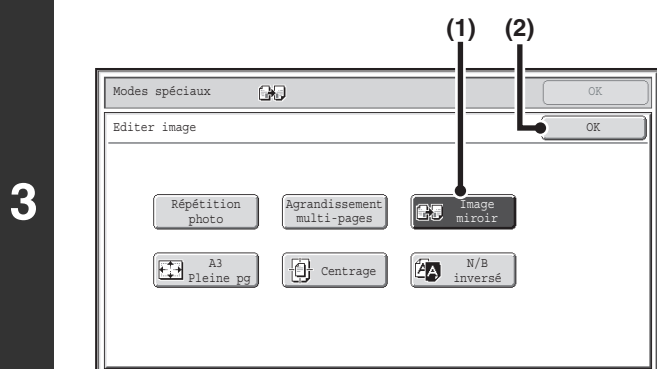 (1) (2)
Modes spéciaux OK
Editer image OK
3
Répétition
photo
Agrandissement
multi-pages
Image
miroir
A3
Pleine pg
Centrage
N/B
inversé